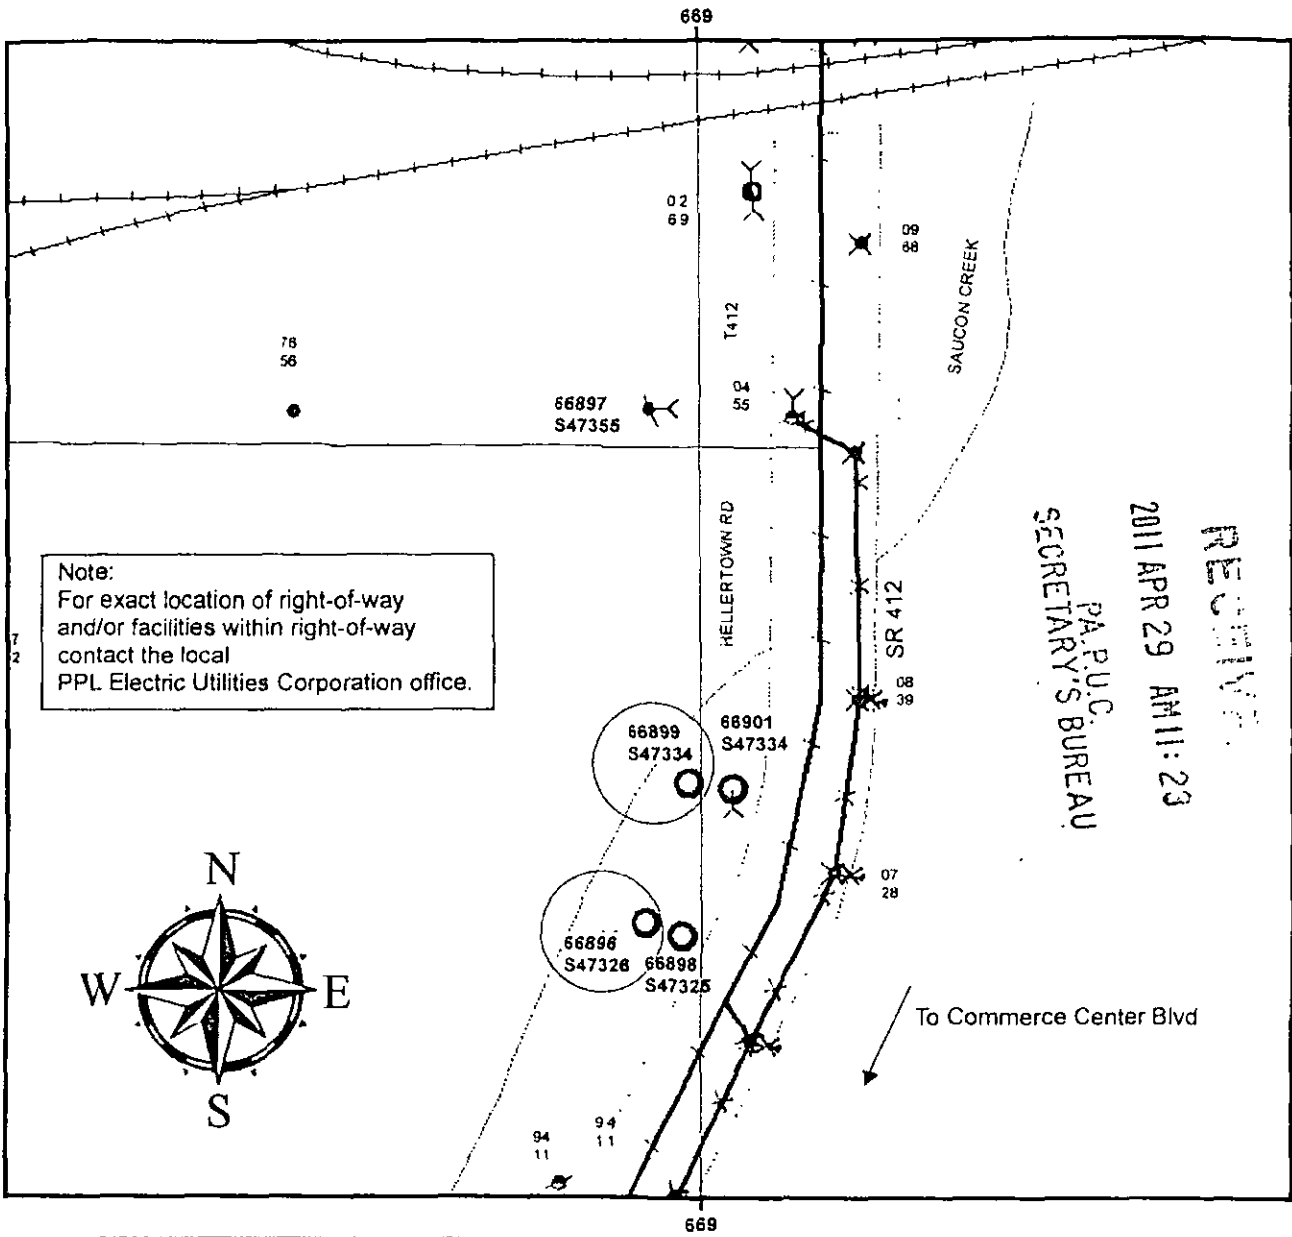 669
02
69
09
68
T412
SAUCON CREEK
76
56
66897
S47355
04
55
HELLERTOWN RD
Note:
For exact location of right-of-way
and/or facilities within right-of-way
contact the local
PPL Electric Utilities Corporation office.
7
2
SR 412
2011 APR 29 AM 11: 23
PA.P.U.C.
SECRETARY'S BUREAU
08
39
66899
S47334
66901
S47334
07
28
66896
S47326
66898
S47325
N
W
E
S
To Commerce Center Blvd
94
11
94
11
669